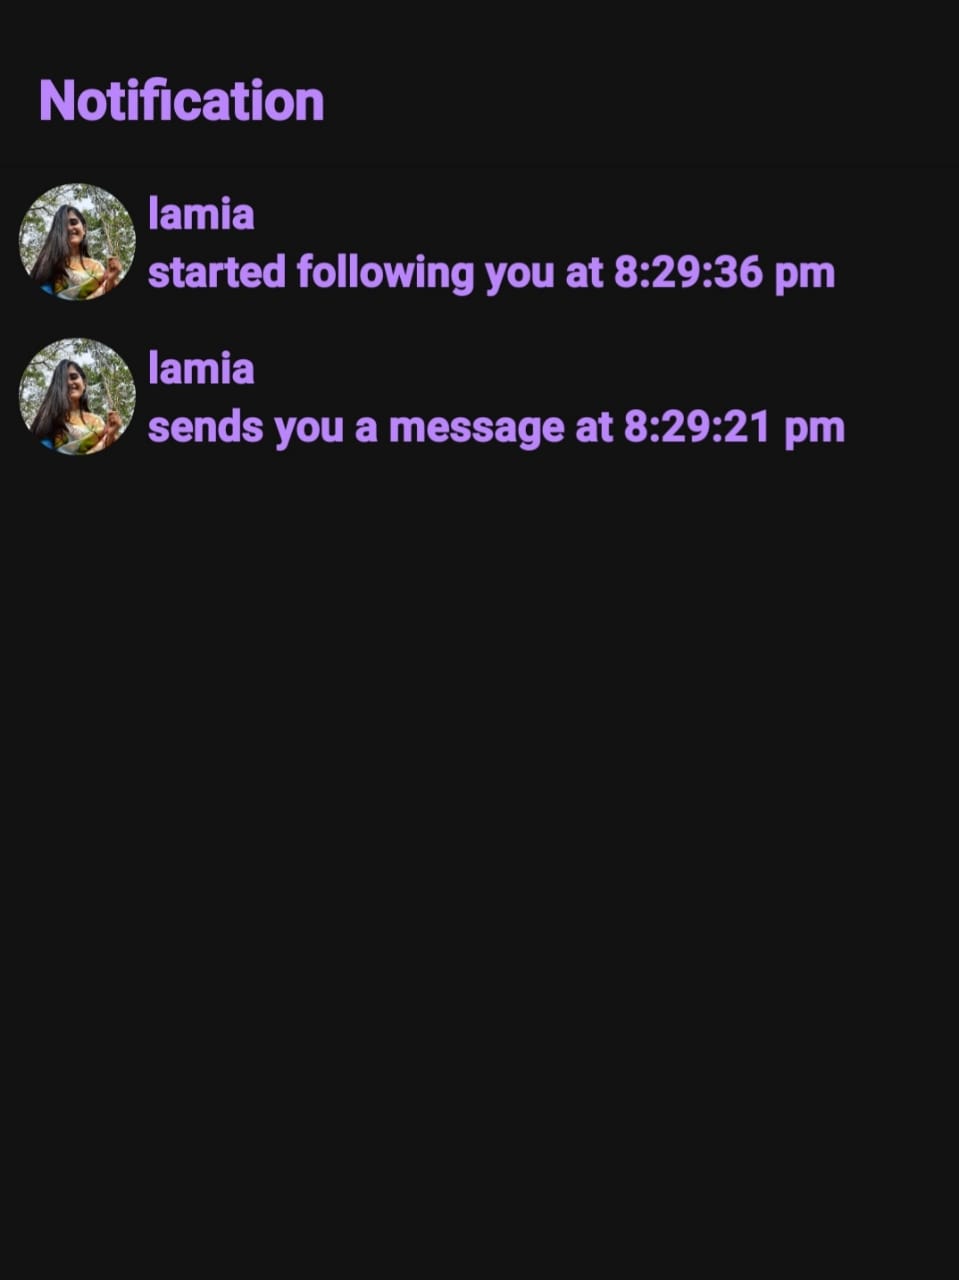 Notification
lamia
started following you at 8:29:36 pm
lamia
sends you a message at 8:29:21 pm